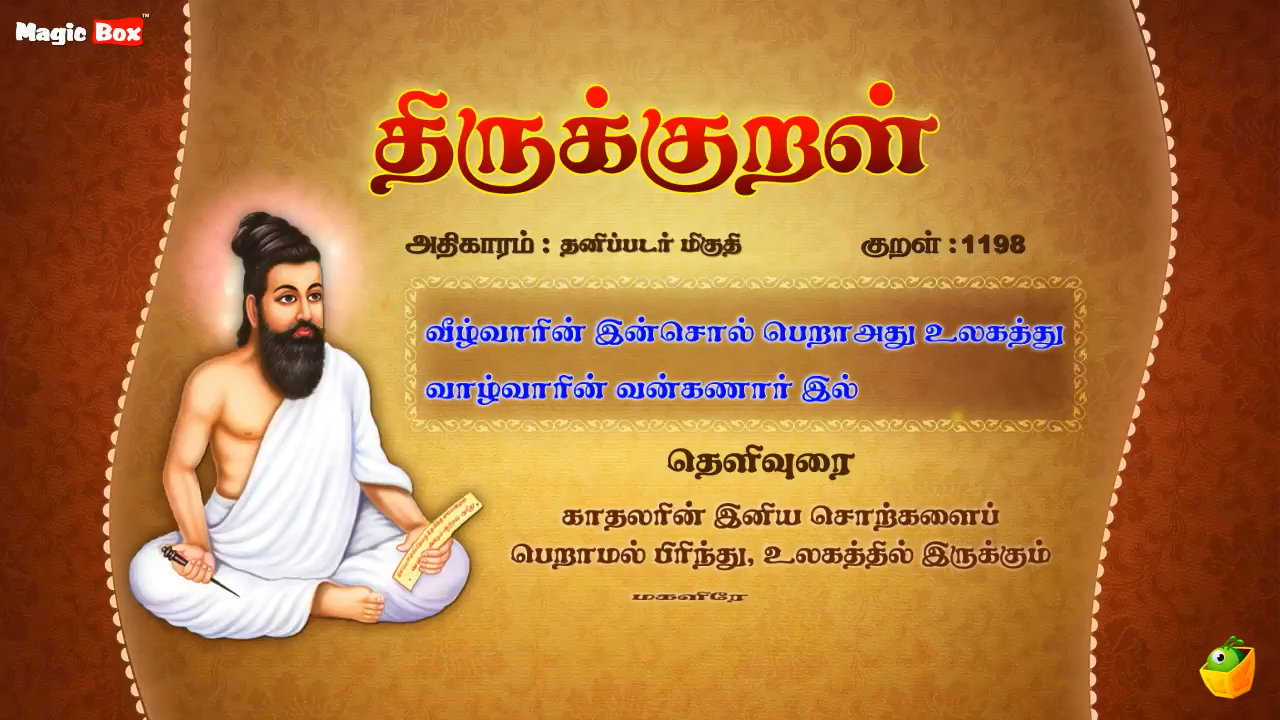 Magic Box™
திருக்குறள்
அதிகாரம் : தனிப்படர் மிகுதி
குறள் :1198
வீழ்வாரின் இன்சொல் பெறாஅது உலகத்து
வாழ்வாரின் வன்கணார் இல்
தெளிவுரை
காதலரின் இனிய சொற்களைப்
பெறாமல் பிரிந்து, உலகத்தில் இருக்கும்
மகளிரே